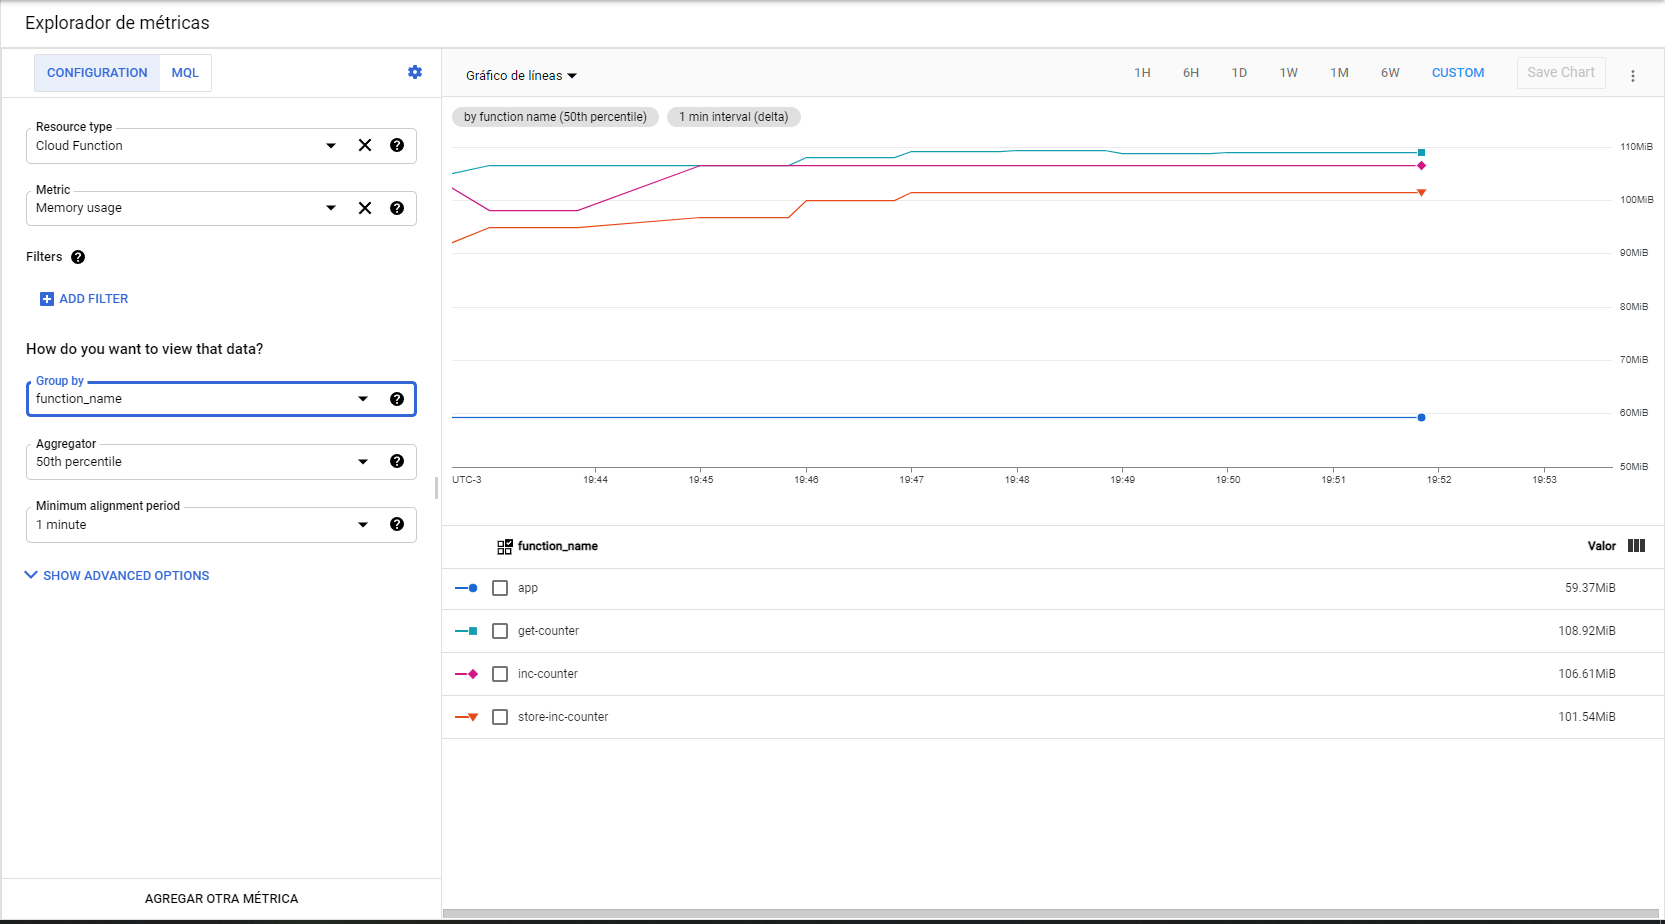 Explorador de métricas
CONFIGURATION MQL
Resource type
Cloud Function
Metric
Memory usage
Filters
ADD FILTER
How do you want to view that data?
Group by
function_name
Aggregator
50th percentile
Minimum alignment period
1 minute
SHOW ADVANCED OPTIONS
AGREGAR OTRA MÉTRICA
Gráfico de líneas
1H 6H 1D 1W 1M 6W CUSTOM Save Chart
by function name (50th percentile) 1 min interval (delta)
110MiB
100MiB
90MiB
80MiB
70MiB
60MiB
50MiB
UTC-3 19:44 19:45 19:46 19:47 19:48 19:49 19:50 19:51 19:52 19:53
function_name Valor
app 59.37MiB
get-counter 108.92MiB
inc-counter 106.61MiB
store-inc-counter 101.54MiB